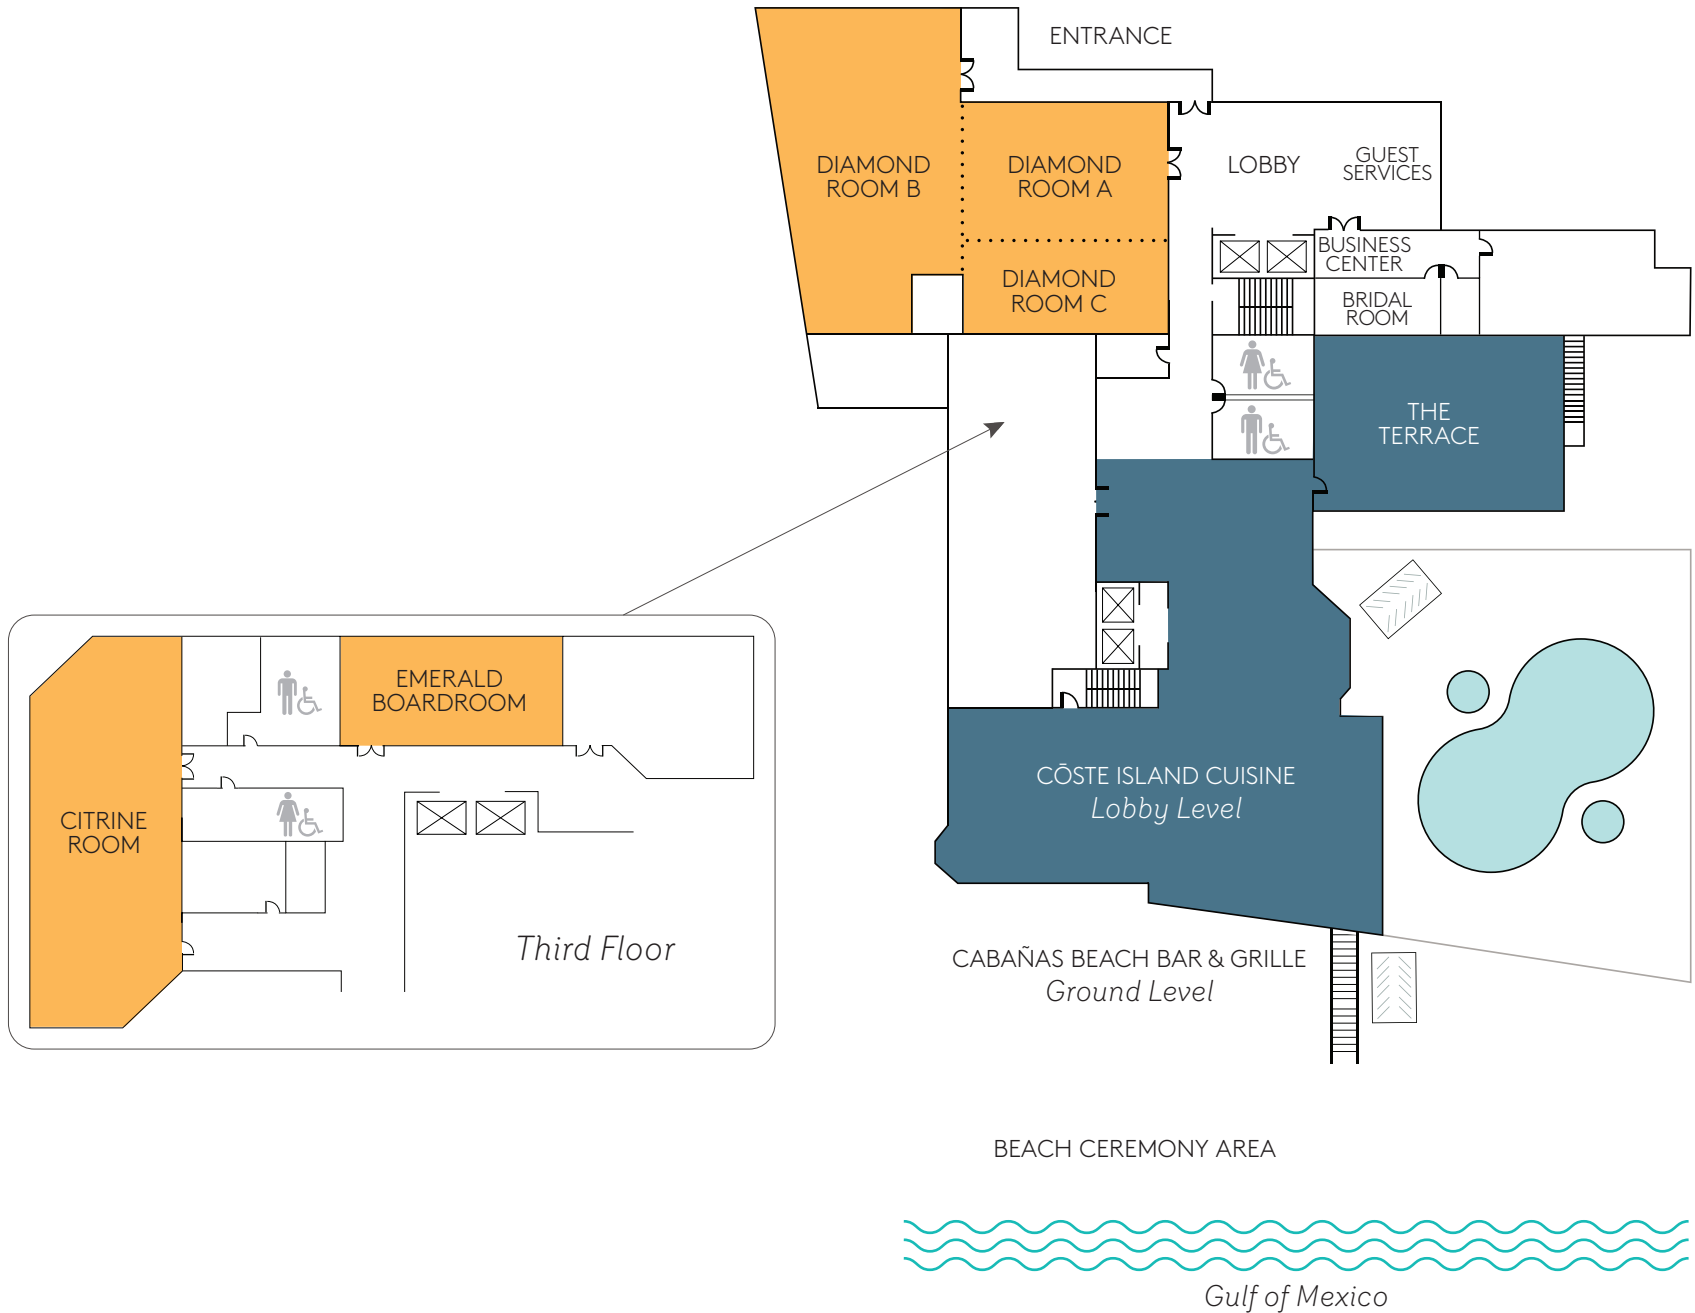 ENTRANCE
DIAMOND
ROOM B
DIAMOND
ROOM A
LOBBY
GUEST
SERVICES
BUSINESS
CENTER
DIAMOND
ROOM C
BRIDAL
ROOM
THE
TERRACE
EMERALD
BOARDROOM
CITRINE
ROOM
Third Floor
CŌSTE ISLAND CUISINE
Lobby Level
CABAÑAS BEACH BAR & GRILLE
Ground Level
BEACH CEREMONY AREA
Gulf of Mexico